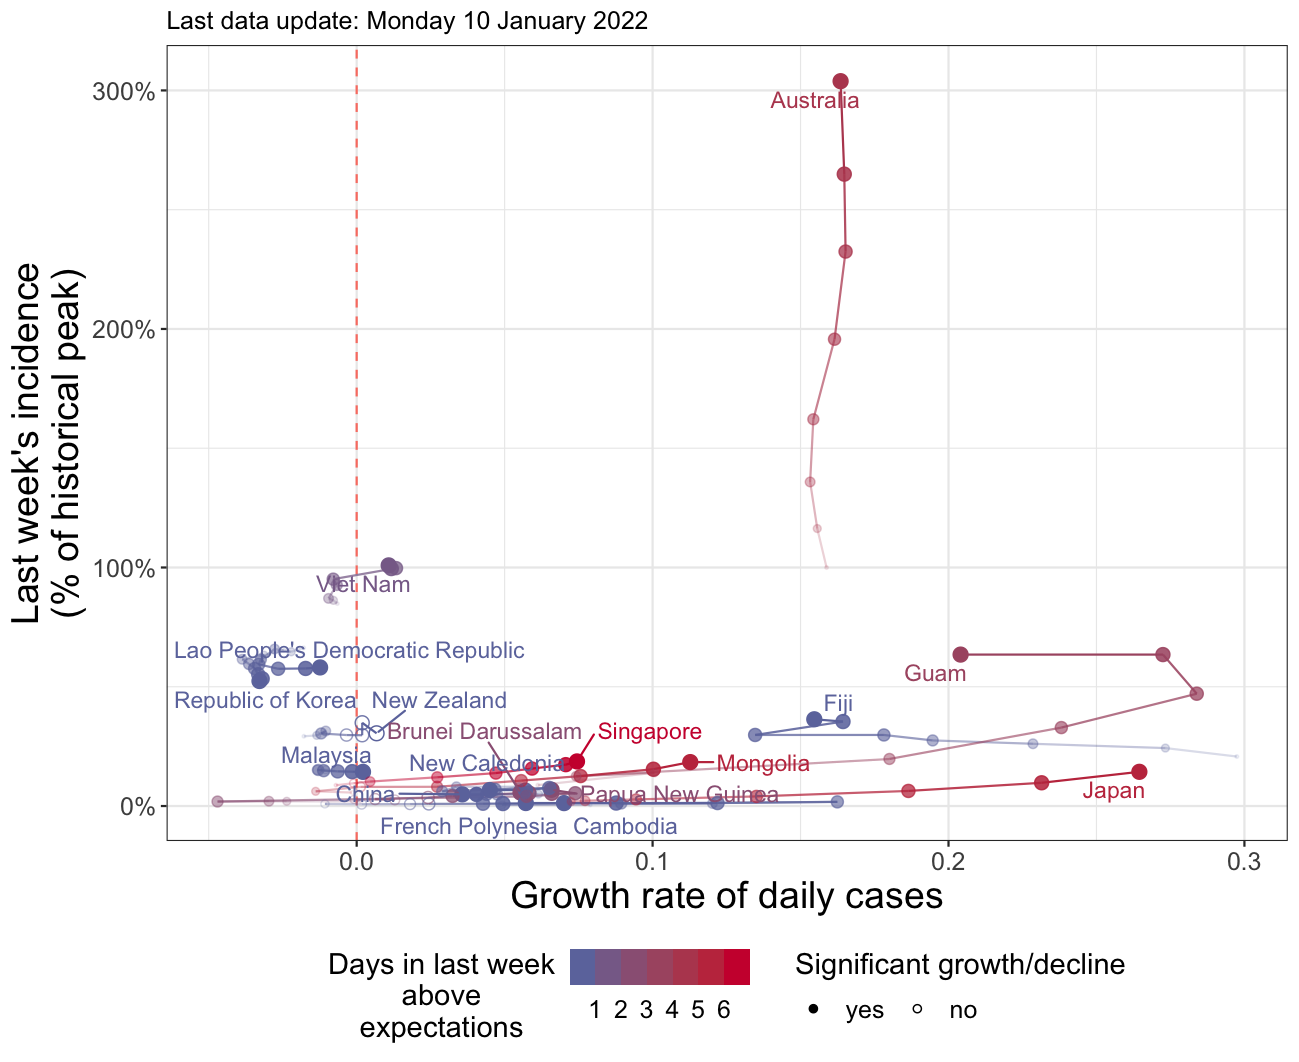 Last data update: Monday 10 January 2022
Last week's incidence
(% of historical peak)
300%
200%
100%
0%
Australia
Viet Nam
Lao People's Democratic Republic
Guam
Republic of Korea
New Zealand
Fiji
Brunei Darussalam
Singapore
Malaysia
New Caledonia
Mongolia
China
Papua New Guinea
Japan
French Polynesia
Cambodia
0.0
0.1
0.2
0.3
Growth rate of daily cases
Days in last week
above
expectations
1 2 3 4 5 6
Significant growth/decline
yes
no